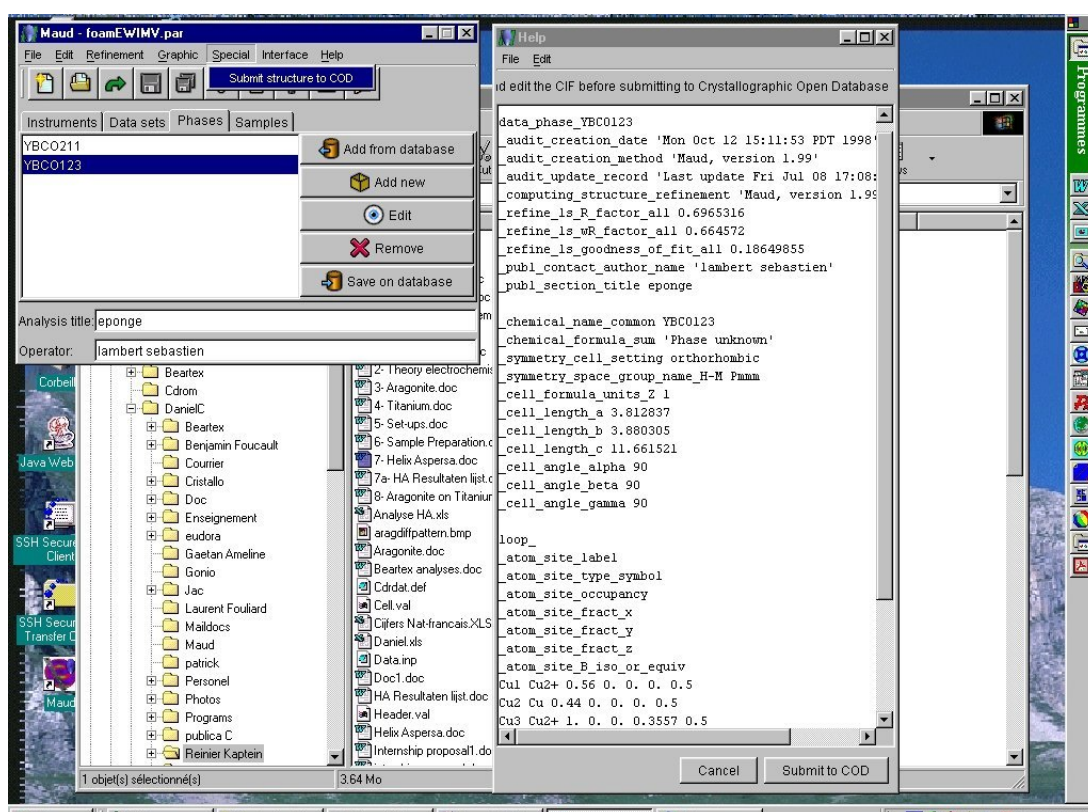 Maud - foamEWIMV.par
File Edit Refinement Graphic Special Interface Help
Submit structure to COD
Instruments Data sets Phases Samples
YBCO211
YBCO123
Add from database
Add new
Edit
Remove
Save on database
Analysis title: eponge
Operator: lambert sebastien
Help
File Edit
d edit the CIF before submitting to Crystallographic Open Database
data_phase_YBCO123
_audit_creation_date 'Mon Oct 12 15:11:53 PDT 1998'
_audit_creation_method 'Maud, version 1.99'
_audit_update_record 'Last update Fri Jul 08 17:08:
_computing_structure_refinement 'Maud, version 1.99
_refine_ls_R_factor_all 0.6965316
_refine_ls_wR_factor_all 0.664572
_refine_ls_goodness_of_fit_all 0.18649855
_publ_contact_author_name 'lambert sebastien'
_publ_section_title eponge
_chemical_name_common YBCO123
_chemical_formula_sum 'Phase unknown'
_symmetry_cell_setting orthorhombic
_symmetry_space_group_name_H-M Pmmm
_cell_formula_units_Z 1
_cell_length_a 3.812837
_cell_length_b 3.880305
_cell_length_c 11.661521
_cell_angle_alpha 90
_cell_angle_beta 90
_cell_angle_gamma 90
loop_
_atom_site_label
_atom_site_type_symbol
_atom_site_occupancy
_atom_site_fract_x
_atom_site_fract_y
_atom_site_fract_z
_atom_site_B_iso_or_equiv
Cu1 Cu2+ 0.56 0. 0. 0. 0.5
Cu2 Cu 0.44 0. 0. 0. 0.5
Cu3 Cu2+ 1. 0. 0. 0.3557 0.5
Cancel
Submit to COD
Beartex
Cdrom
DanielC
Beartex
Benjamin Foucault
Courrier
Cristallo
Doc
Enseignement
eudora
Gaetan Ameline
Gonio
Jac
Laurent Fouliard
Maildocs
Maud
patrick
Personel
Photos
Programs
publica C
Reinier Kaptein
2- Theory electrochemis
3- Aragonite.doc
4- Titanium.doc
5- Set-ups.doc
6- Sample Preparation.c
7- Helix Aspersa.doc
7a- HA Resultaten lijst.c
8- Aragonite on Titaniur
Analyse HA.xls
aragdiffpattern.bmp
Aragonite.doc
Beartex analyses.doc
Cdrdat.def
Cell.val
Cijfers Nat-francais.XLS
Daniel.xls
Data.inp
Doc1.doc
HA Resultaten lijst.doc
Header.val
Helix Aspersa.doc
Internship proposal1.do
1 objet(s) sélectionné(s)
3.64 Mo
Corbeill
Java Web
SSH Secure
Client
SSH Secur
Transfer C
Maud
Programmes